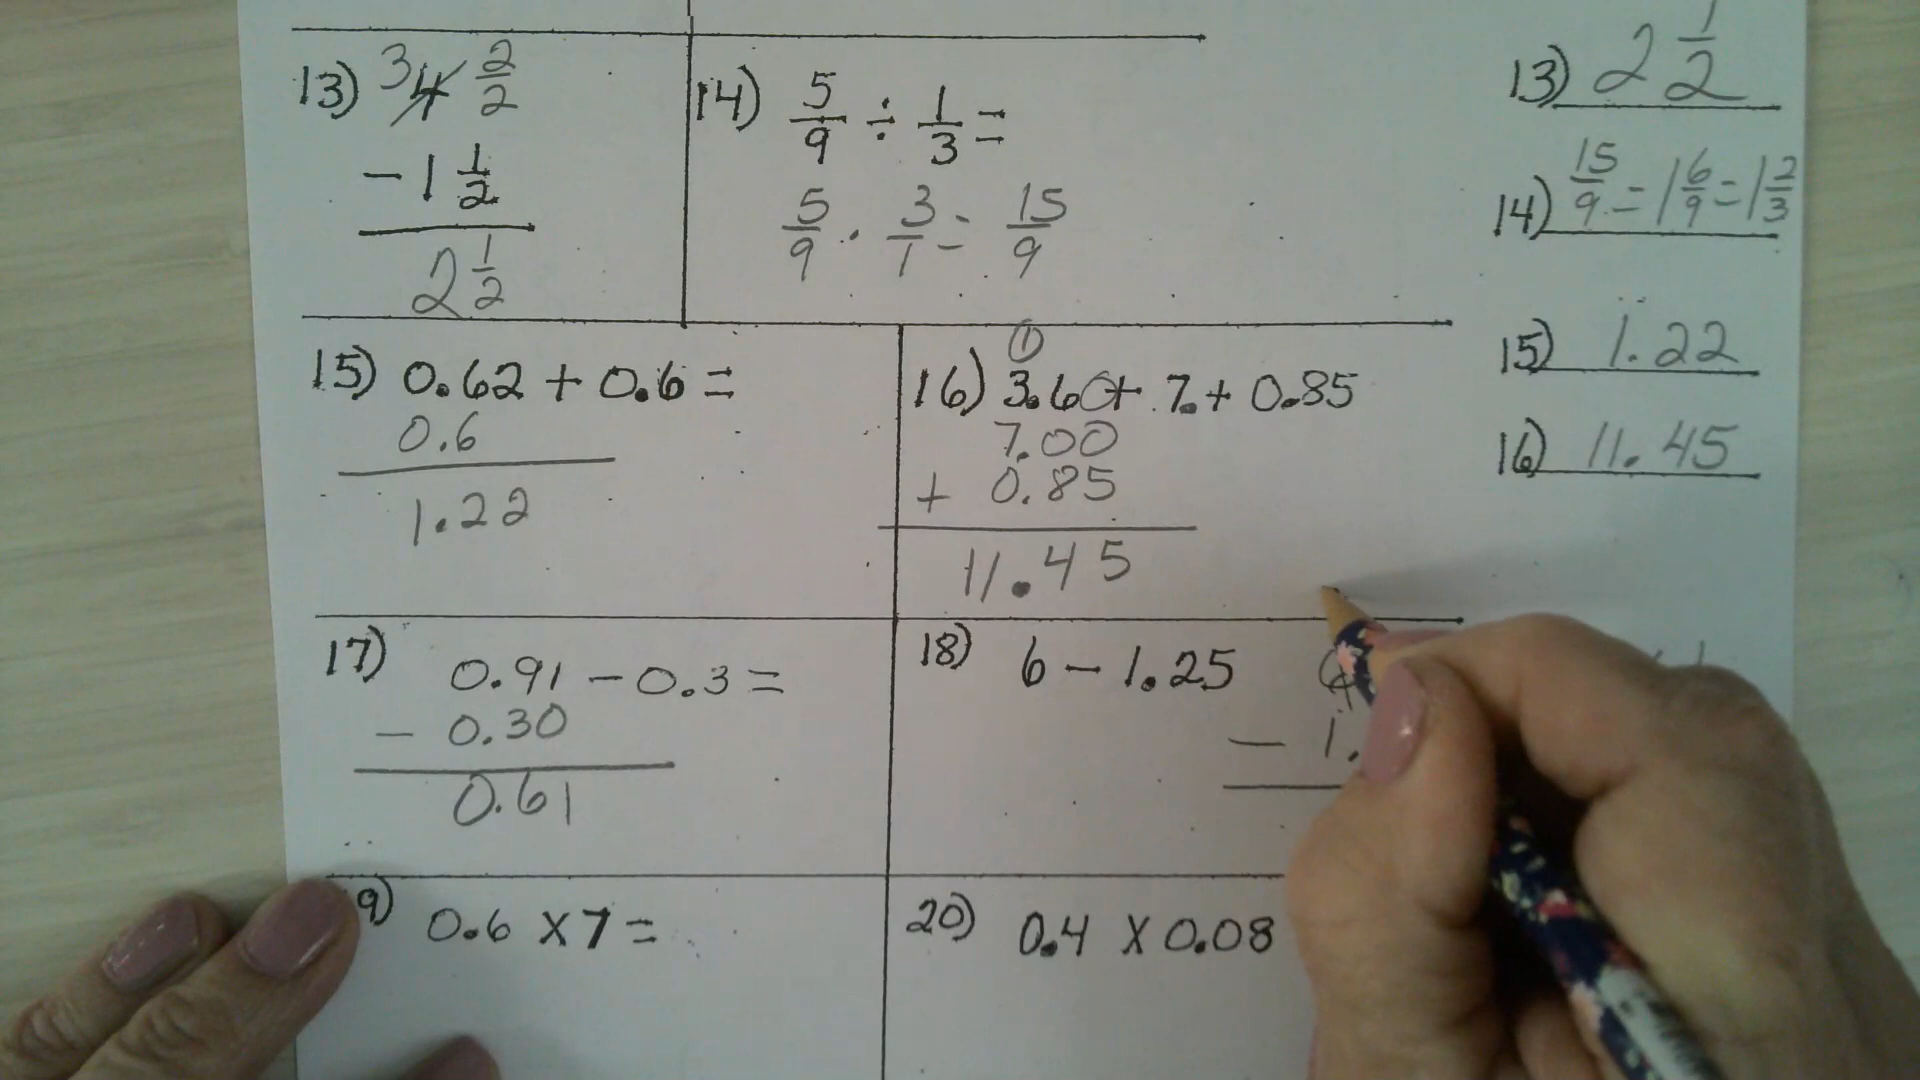 13) 3 4 2/2
- 1 1/2
2 1/2
14) 5/9 ÷ 1/3 =
5/9 · 3/1 = 15/9
13) 2 1/2
14) 15/9 = 1 6/9 = 1 2/3
15) 0.62 + 0.6 =
0.6
1.22
1
16) 3.60 + 7. + 0.85
7.00
+ 0.85
11.45
15) 1.22
16) 11.45
17) 0.91 - 0.3 =
- 0.30
0.61
18) 6 - 1.25
- 1.
9) 0.6 x 7 =
20) 0.4 x 0.08